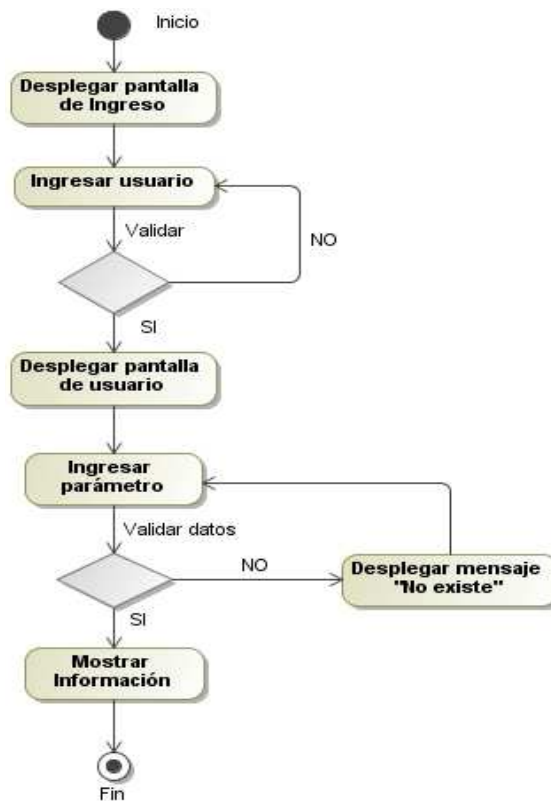 Inicio
Desplegar pantalla
de Ingreso
Ingresar usuario
Validar
NO
SI
Desplegar pantalla
de usuario
Ingresar
parámetro
Validar datos
NO
Desplegar mensaje
"No existe"
SI
Mostrar
Información
Fin